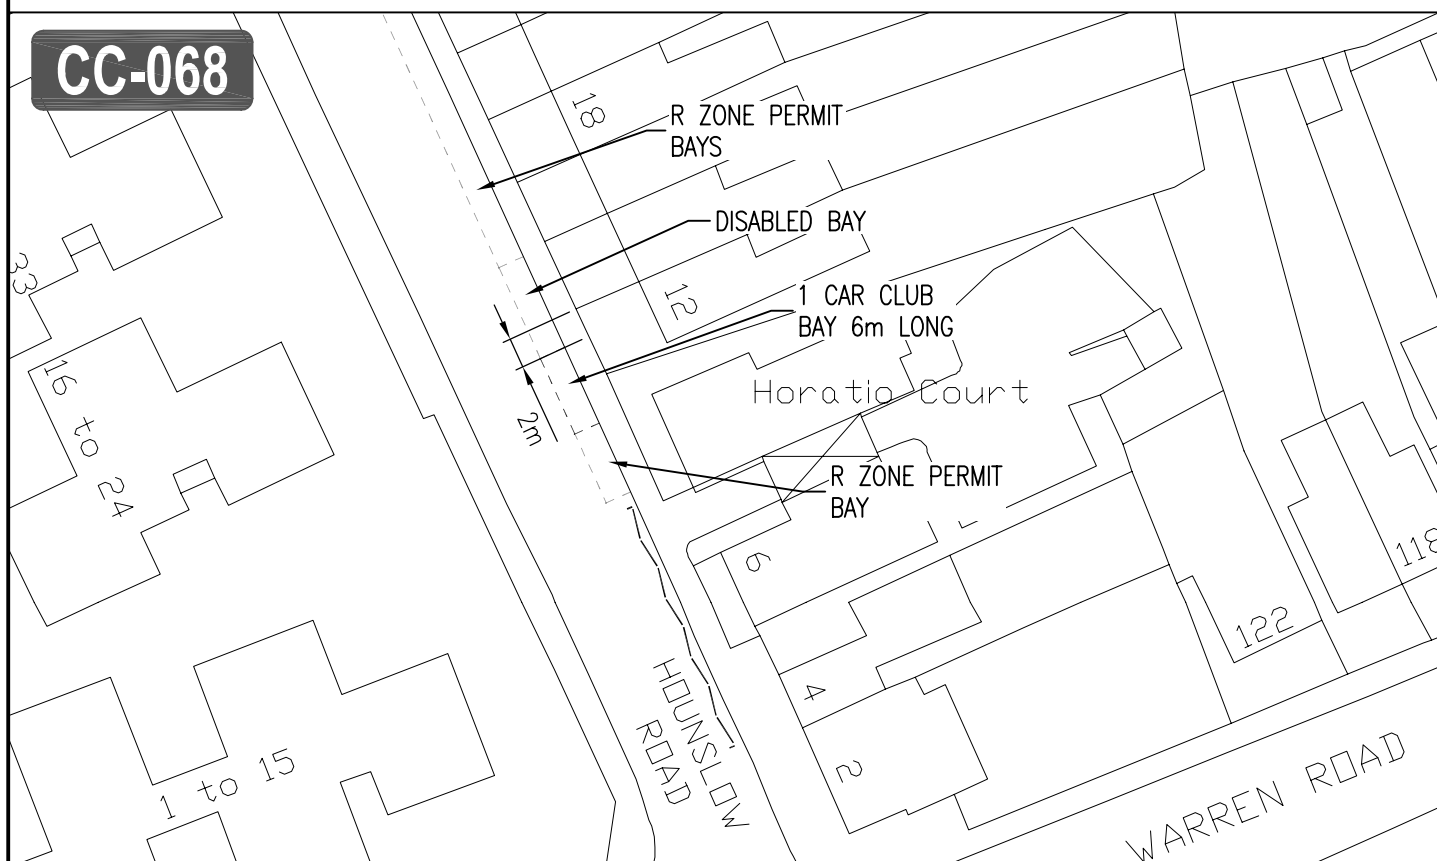 CC-068
18
R ZONE PERMIT
BAYS
DISABLED BAY
33
12
1 CAR CLUB
BAY 6m LONG
16 to 24
Horatio Court
2m
R ZONE PERMIT
BAY
6
118
122
4
HOUNSLOW
ROAD
2
1 to 15
WARREN ROAD